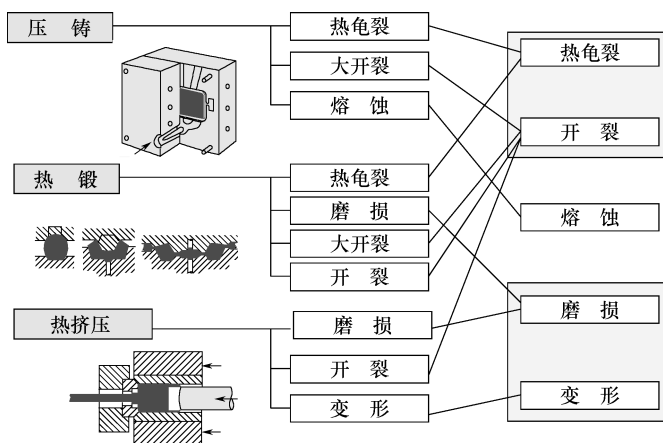 压 铸
热龟裂
大开裂
熔 蚀
热龟裂
开 裂
热 锻
热龟裂
磨 损
大开裂
开 裂
熔 蚀
热挤压
磨 损
开 裂
变 形
磨 损
变 形